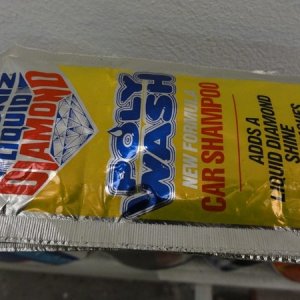 LIQUID
DIAMOND
POLY
WASH
NEW FORMULA
CAR SHAMPOO
ADDS A
LIQUID DIAMOND
SHINE